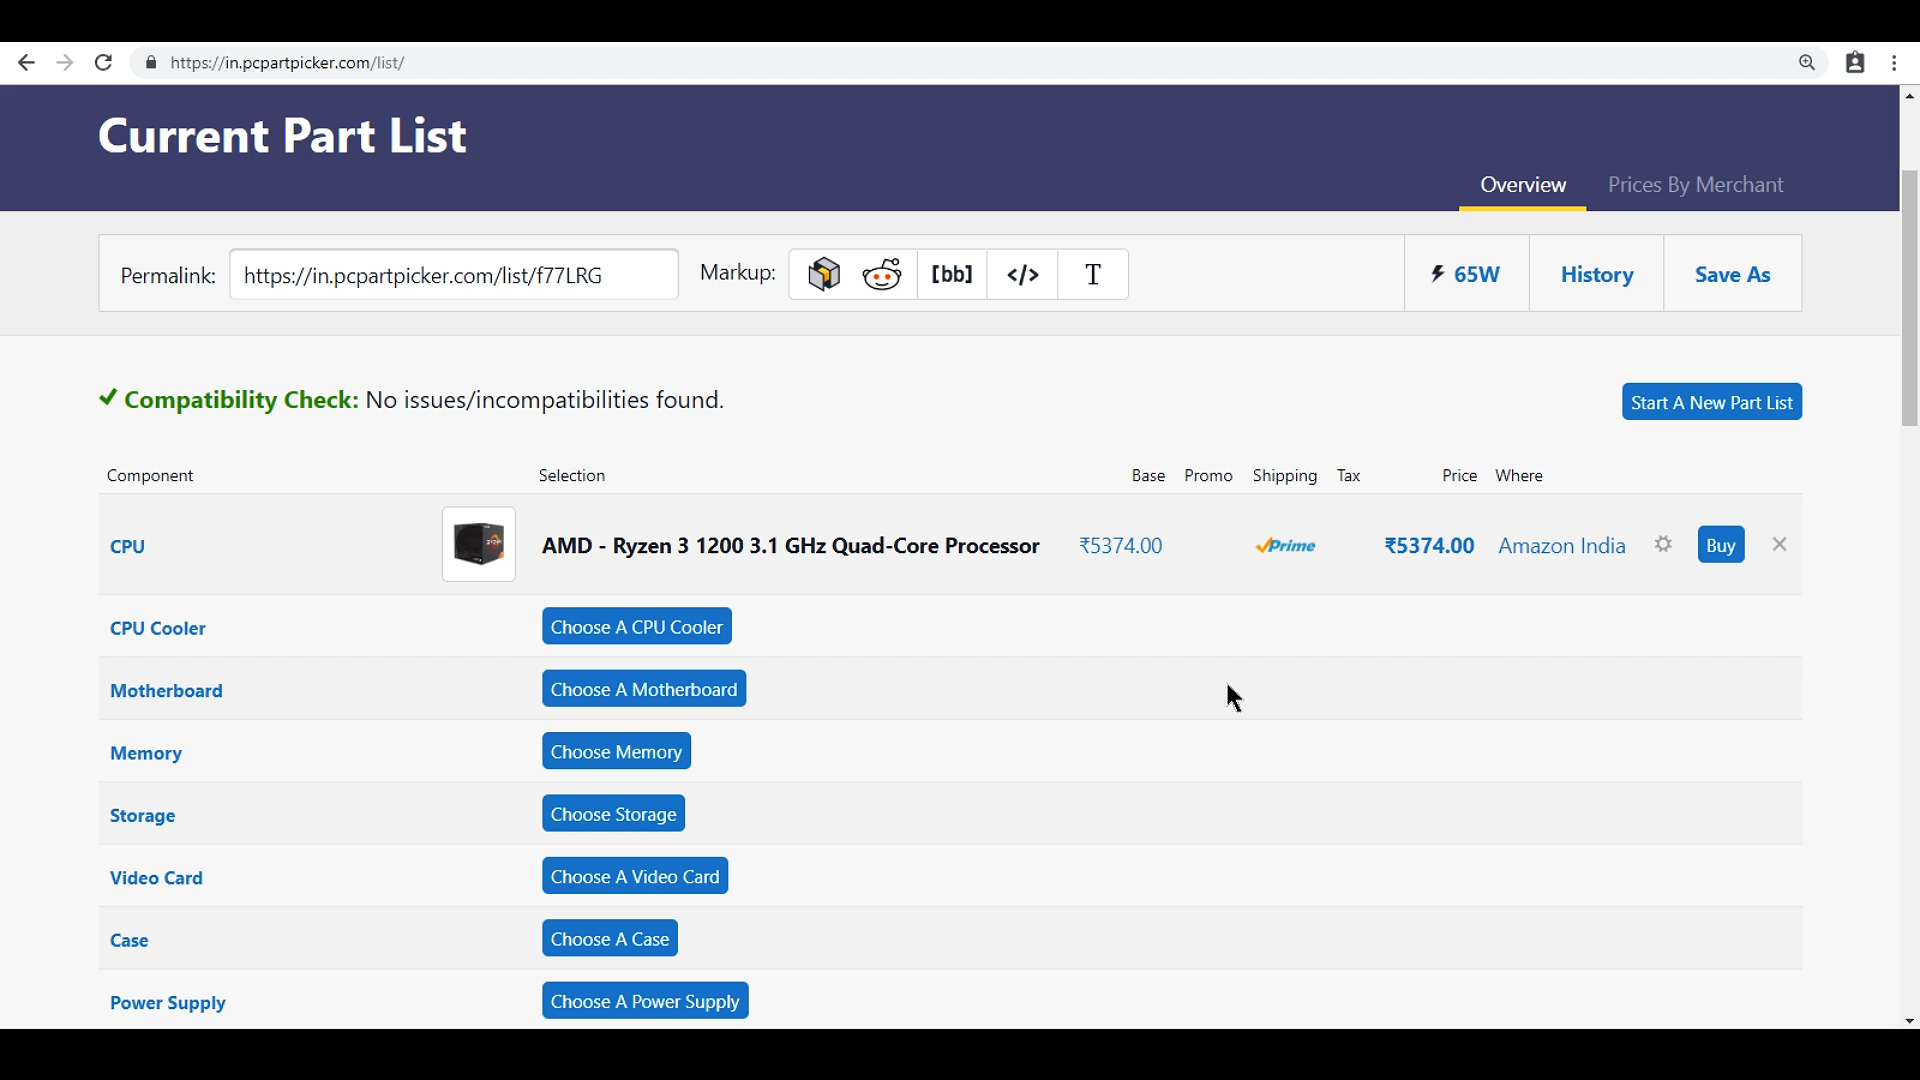 https://in.pcpartpicker.com/list/
Current Part List
Overview Prices By Merchant
Permalink: https://in.pcpartpicker.com/list/f77LRG Markup: [bb] </> T 65W History Save As
Compatibility Check: No issues/incompatibilities found. Start A New Part List
Component Selection Base Promo Shipping Tax Price Where
CPU AMD - Ryzen 3 1200 3.1 GHz Quad-Core Processor ₹5374.00 Prime ₹5374.00 Amazon India Buy
CPU Cooler Choose A CPU Cooler
Motherboard Choose A Motherboard
Memory Choose Memory
Storage Choose Storage
Video Card Choose A Video Card
Case Choose A Case
Power Supply Choose A Power Supply